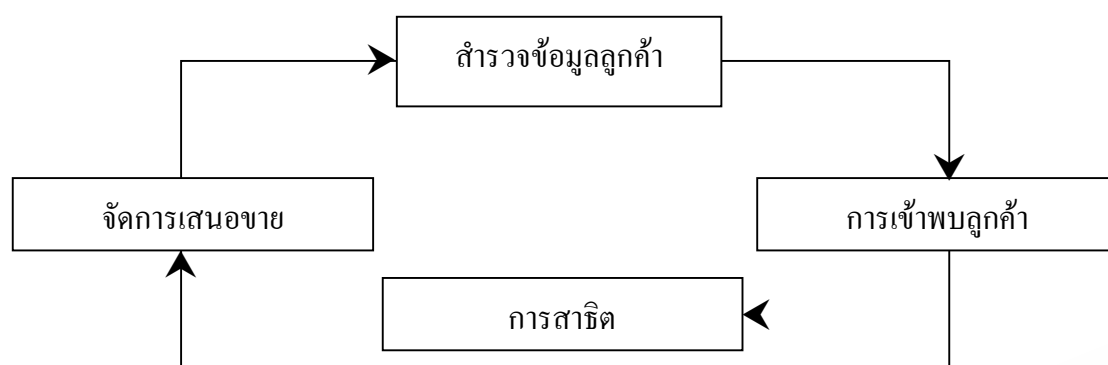 สำรวจข้อมูลลูกค้า
จัดการเสนอขาย
การเข้าพบลูกค้า
การสาธิต